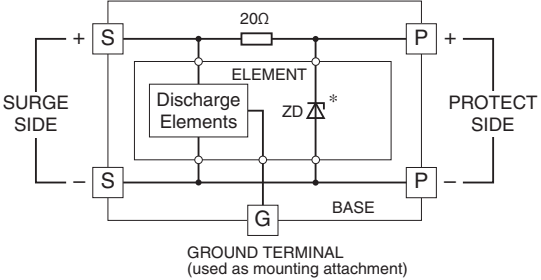 20Ω
+ S P +
ELEMENT
SURGE
SIDE
Discharge
Elements
ZD *
PROTECT
SIDE
– S P –
G
BASE
GROUND TERMINAL
(used as mounting attachment)